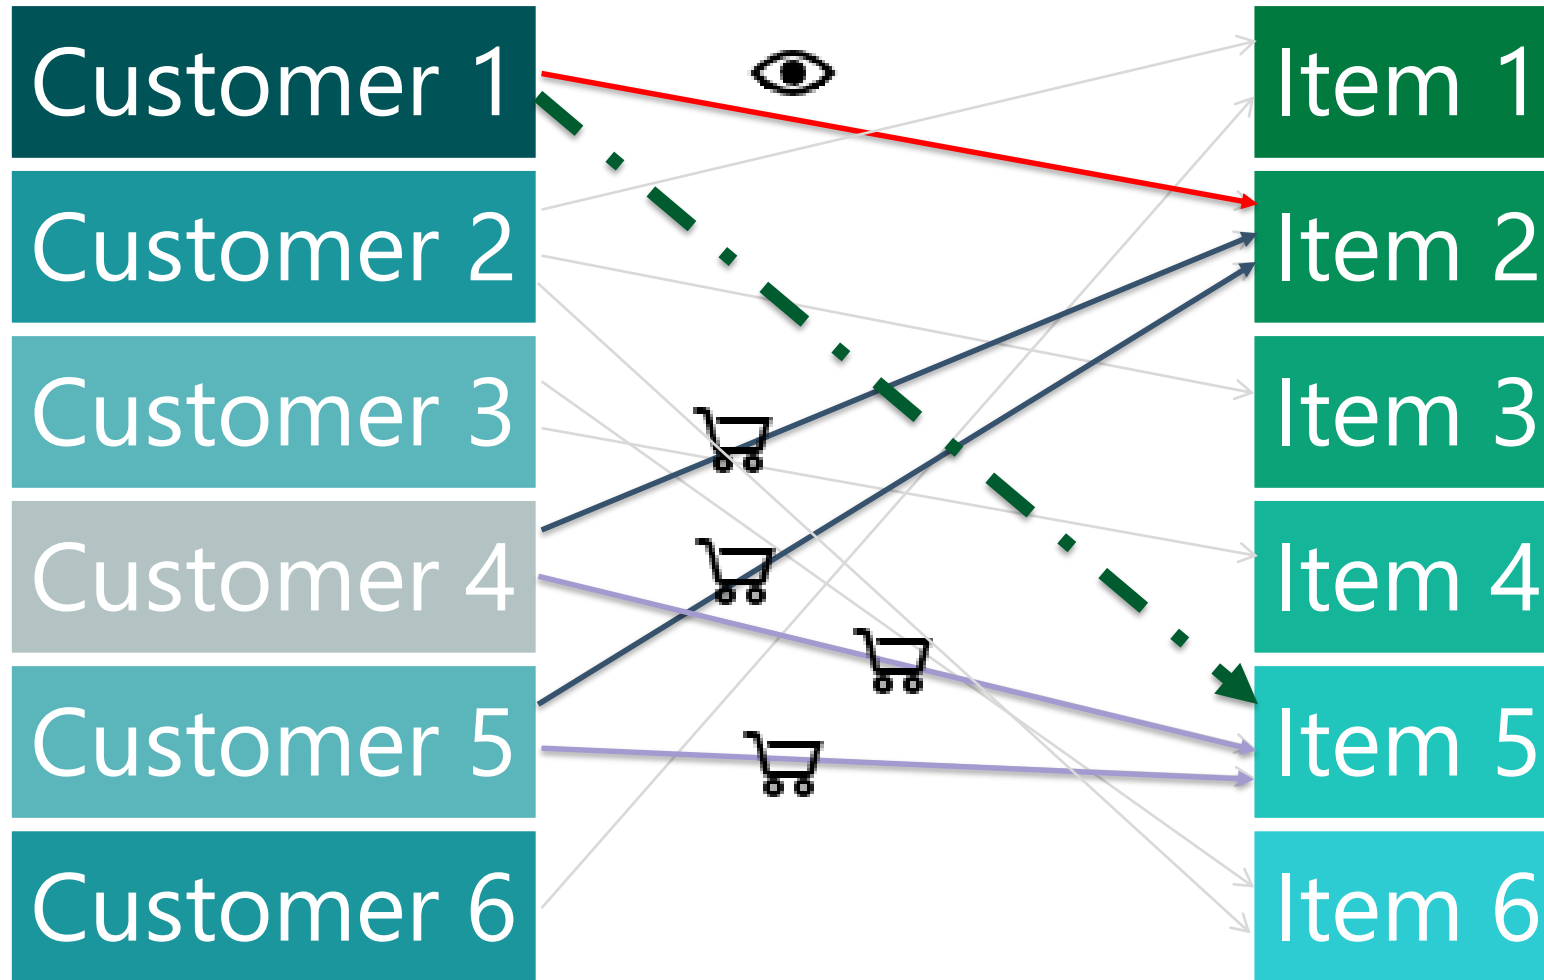 Customer 1
Customer 2
Customer 3
Customer 4
Customer 5
Customer 6
Item 1
Item 2
Item 3
Item 4
Item 5
Item 6